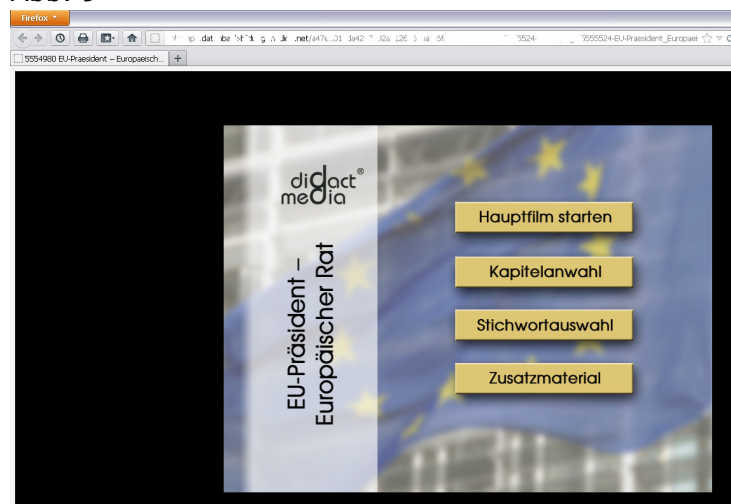 Firefox
5554980 EU-Praesident – Europaeisch...
didact®
media
EU-Präsident –
Europäischer Rat
Hauptfilm starten
Kapitelanwahl
Stichwortauswahl
Zusatzmaterial